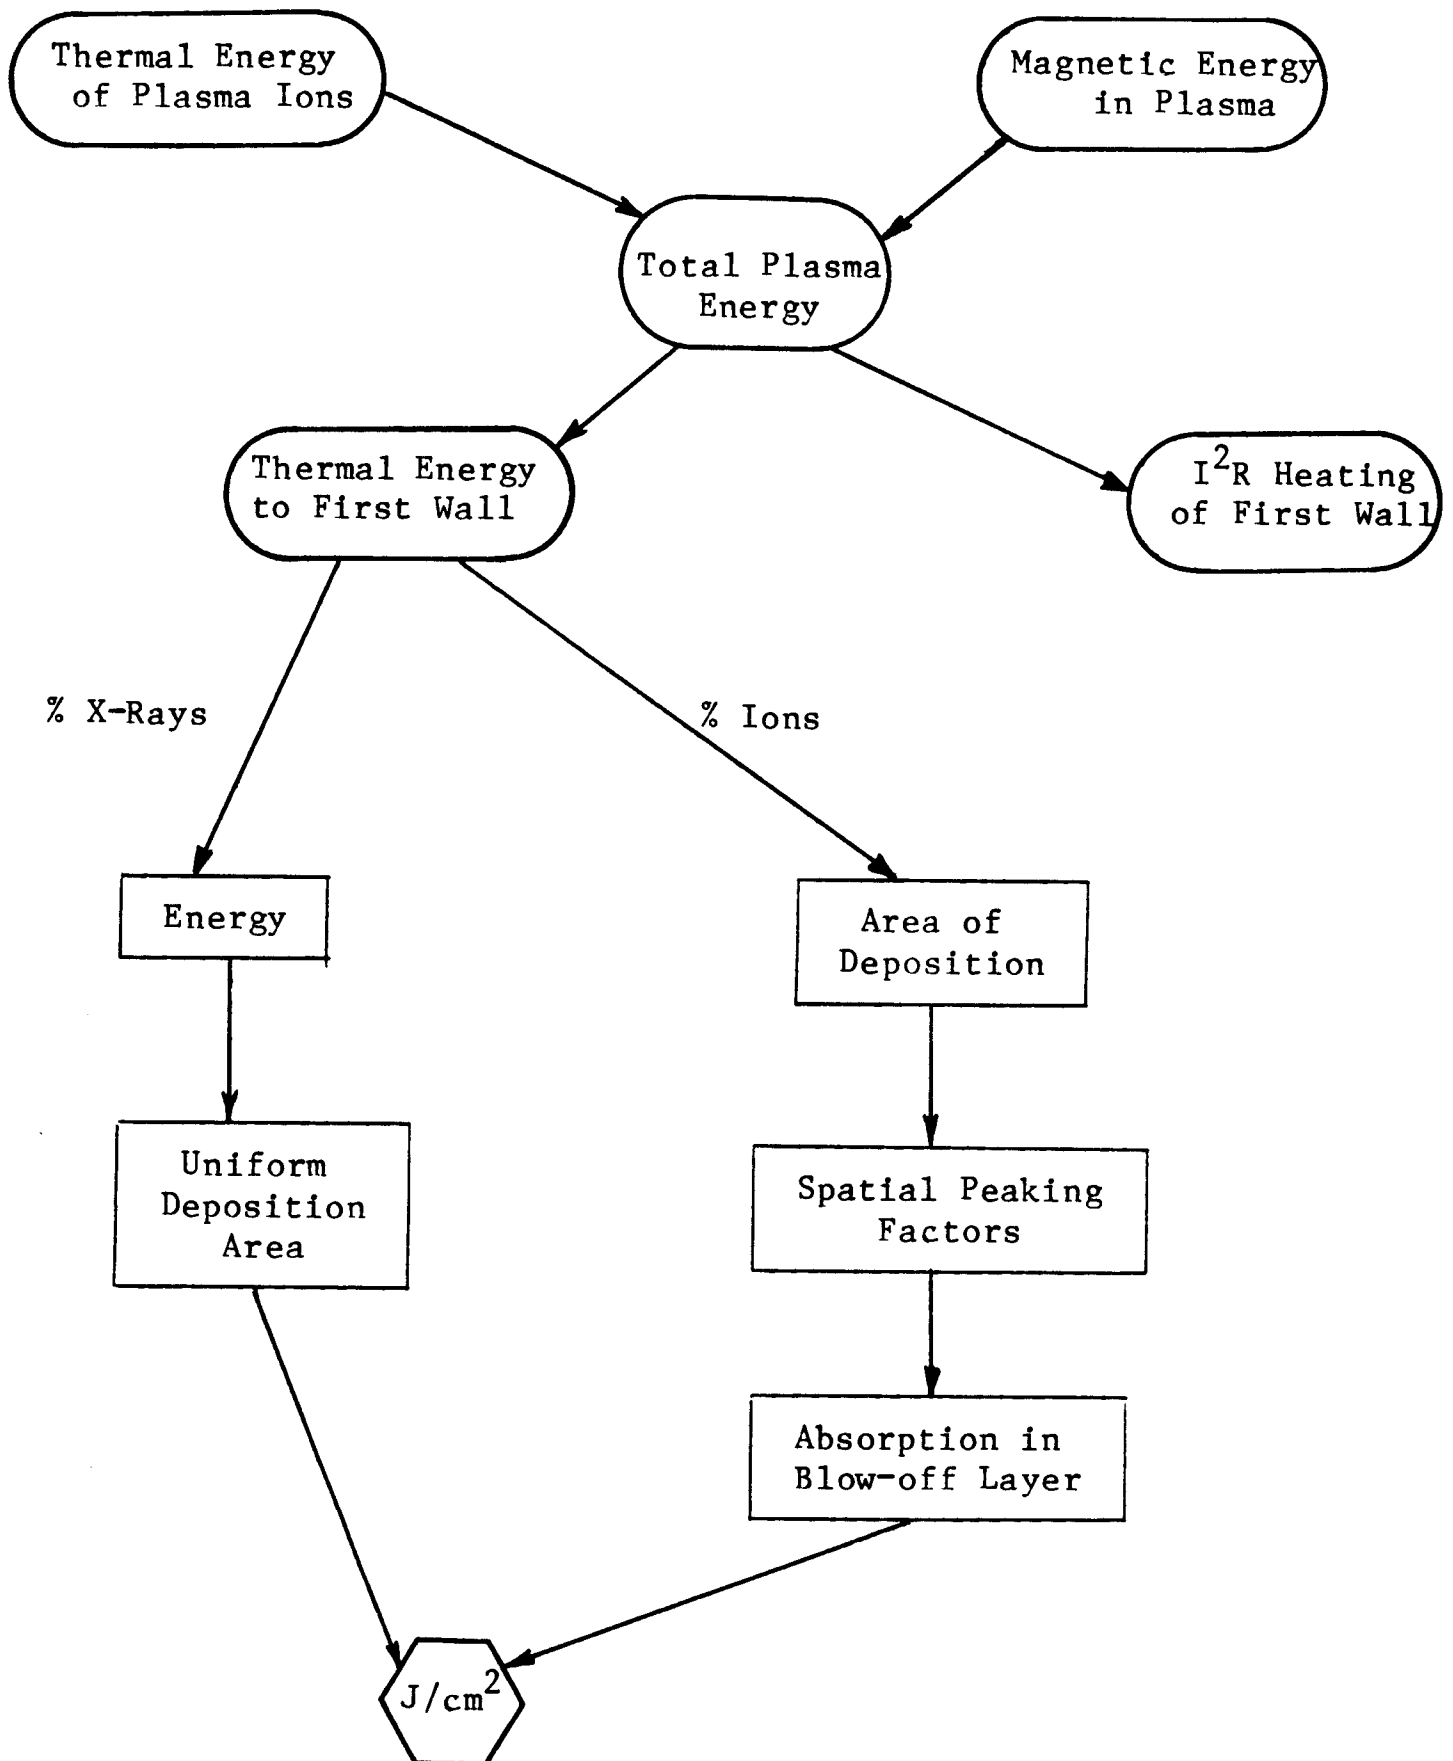 Thermal Energy
of Plasma Ions
Magnetic Energy
in Plasma
Total Plasma
Energy
Thermal Energy
to First Wall
I²R Heating
of First Wall
% X-Rays
% Ions
Energy
Area of
Deposition
Uniform
Deposition
Area
Spatial Peaking
Factors
Absorption in
Blow-off Layer
J/cm²